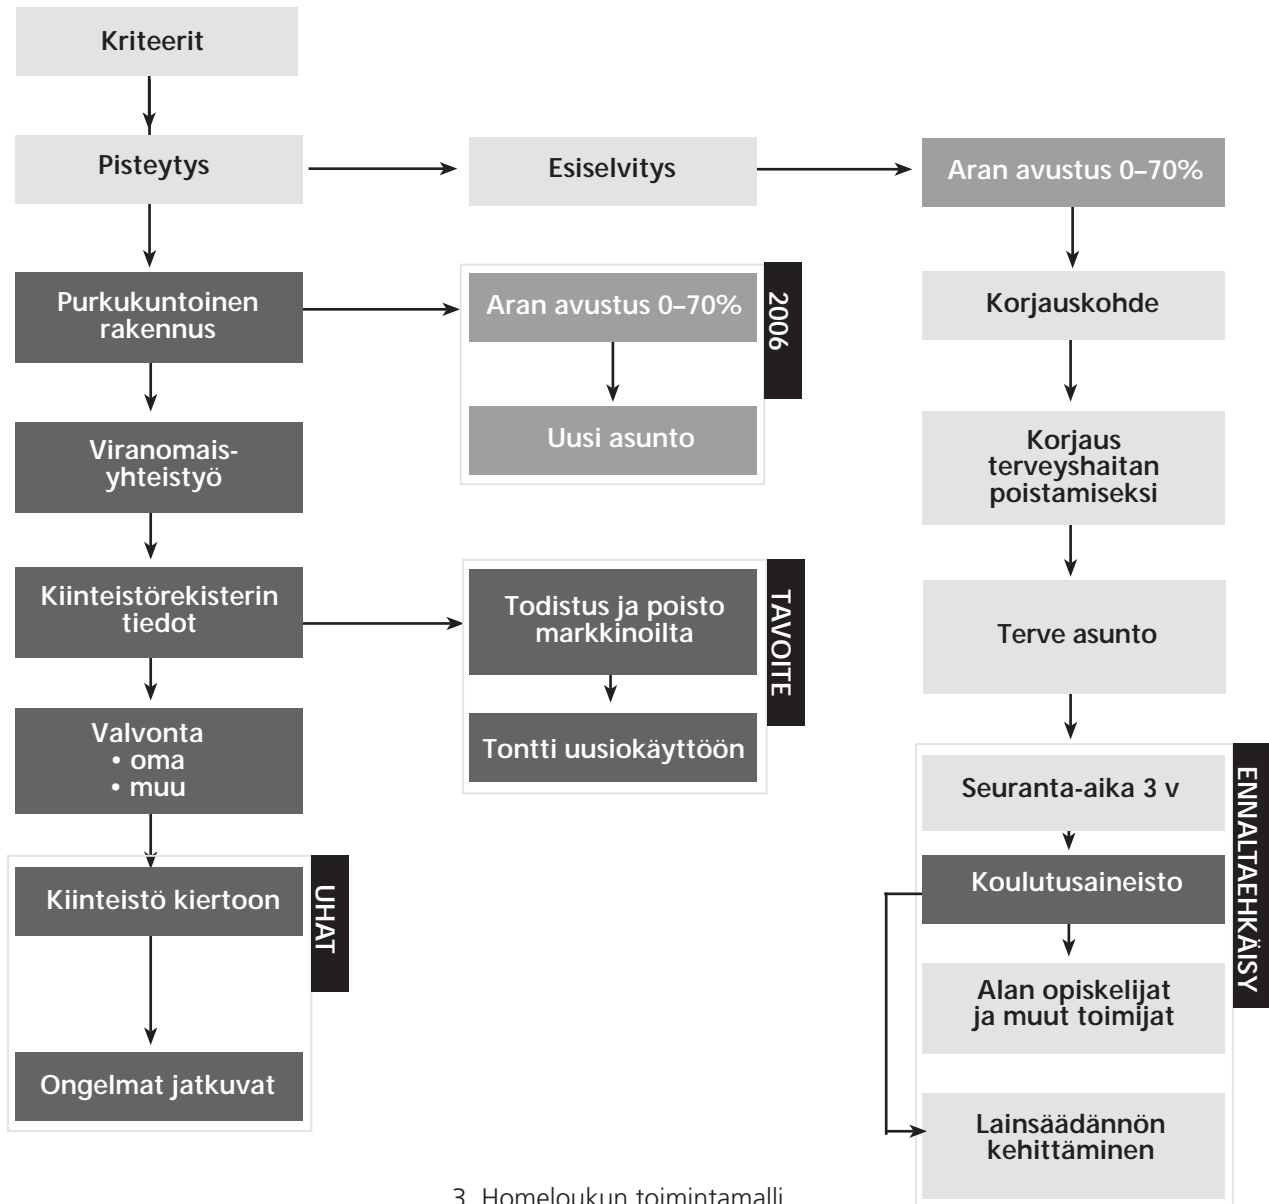 Kriteerit
Pisteytys
Esiselvitys
Aran avustus 0–70%
Purkukuntoinen
rakennus
Aran avustus 0–70%
2006
Uusi asunto
Korjauskohde
Viranomais-
yhteistyö
Korjaus
terveyshaitan
poistamiseksi
Kiinteistörekisterin
tiedot
Todistus ja poisto
markkinoilta
TAVOITE
Tontti uusiokäyttöön
Terve asunto
Valvonta
• oma
• muu
Kiinteistö kiertoon
UHAT
Ongelmat jatkuvat
Seuranta-aika 3 v
ENNALTAEHKÄISY
Koulutusaineisto
Alan opiskelijat
ja muut toimijat
Lainsäädännön
kehittäminen
3. Homeloukun toimintamalli